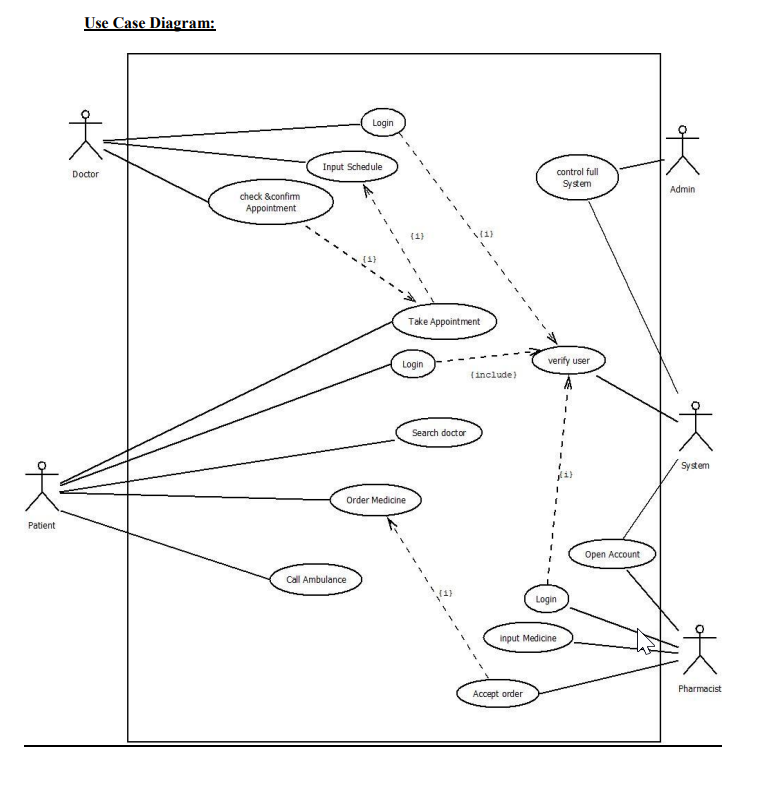 Use Case Diagram:
Login
Doctor
Input Schedule
control full
System
Admin
check &confirm
Appointment
{i}
{i}
{i}
Take Appointment
Login
{include}
verify user
Search doctor
System
{i}
Order Medicine
Patient
Open Account
Call Ambulance
{i}
Login
input Medicine
Pharmacist
Accept order